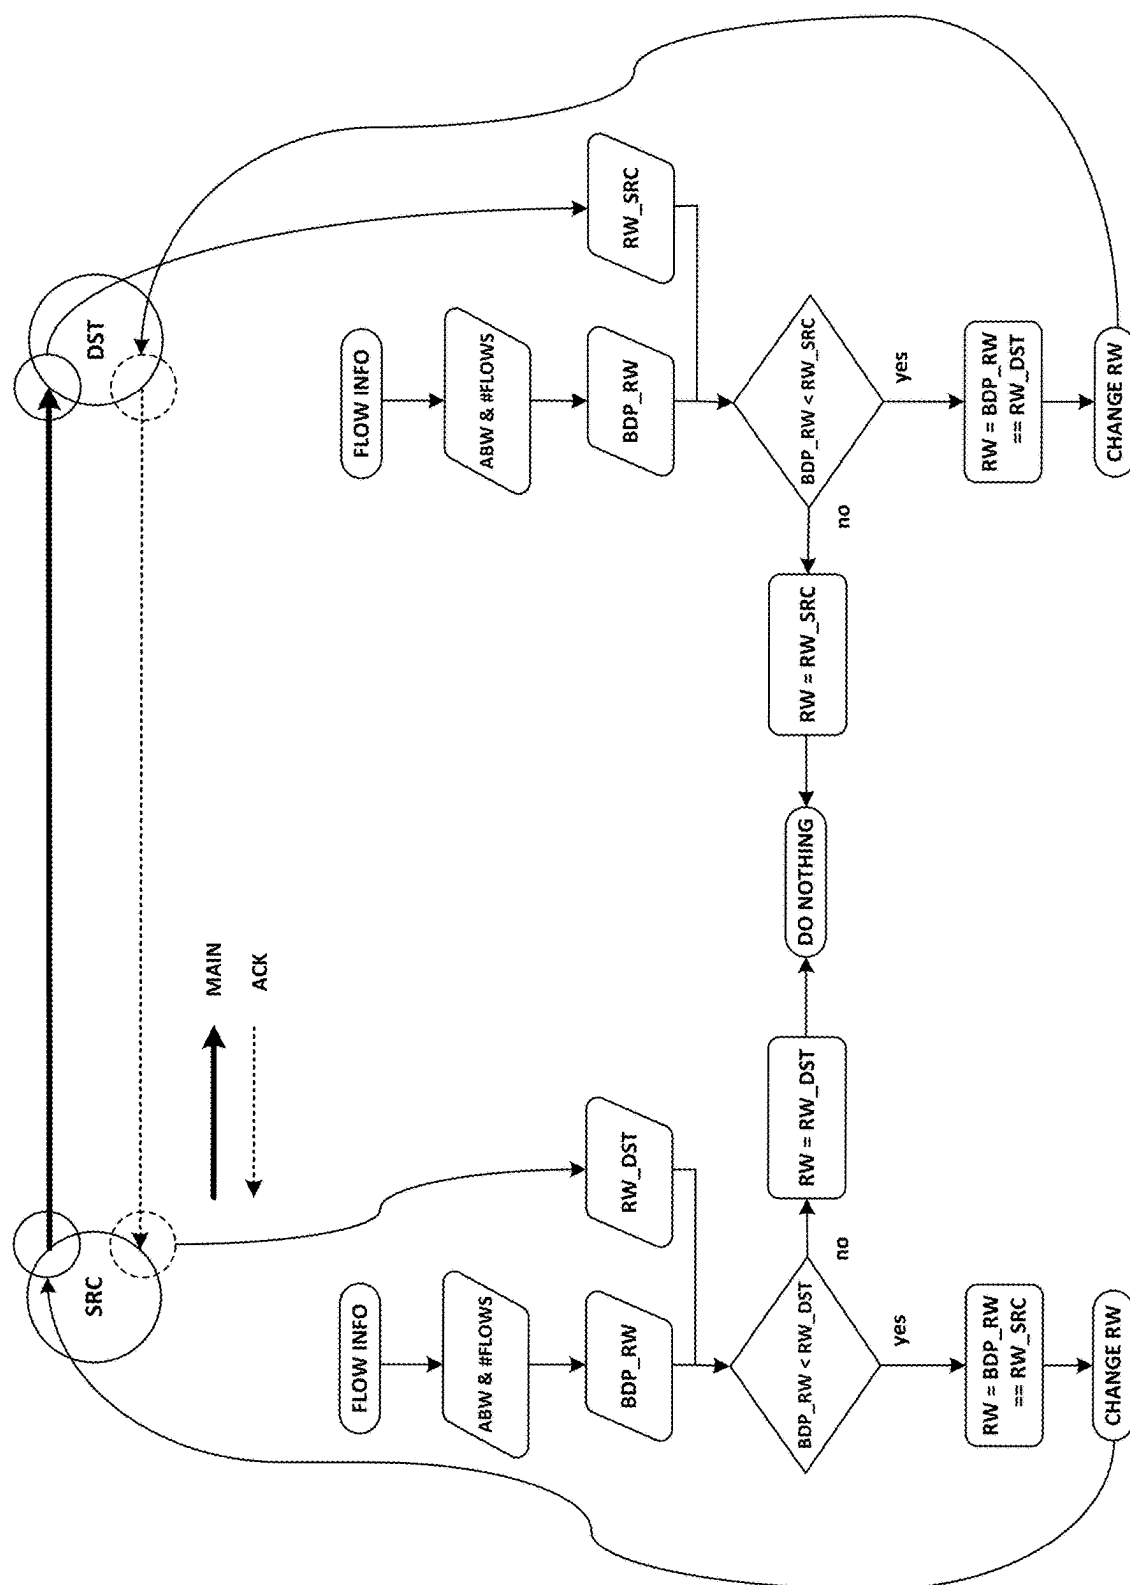 SRC
DST
MAIN
ACK
FLOW INFO
ABW & #FLOWS
BDP_RW
RW_DST
BDP_RW < RW_DST
no
RW = RW_DST
DO NOTHING
yes
RW = BDP_RW
== RW_SRC
CHANGE RW
FLOW INFO
ABW & #FLOWS
BDP_RW
RW_SRC
BDP_RW < RW_SRC
no
RW = RW_SRC
yes
RW = BDP_RW
== RW_DST
CHANGE RW